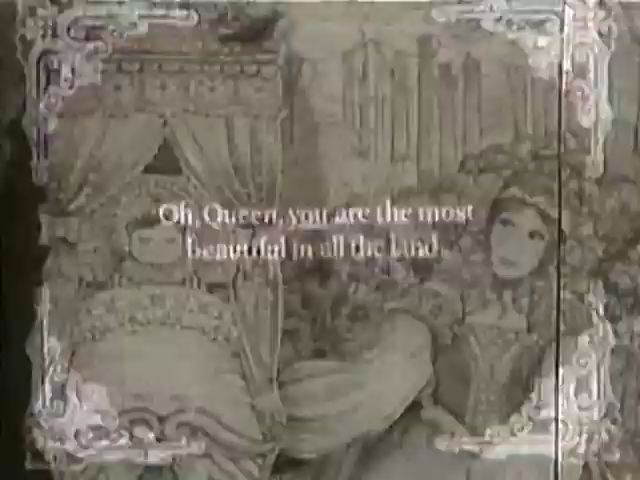 Oh, Queen, you are the most
beautiful in all the land.